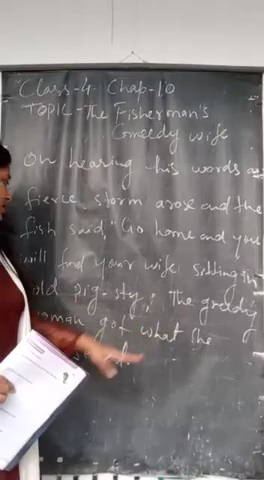 Class-4 Chap-10
TOPIC-The Fisherman's
Greedy wife
On hearing his words a
fierce storm arose and the
fish said, "Go home and you
will find your wife sitting in
old pig-sty; The greedy
got what she